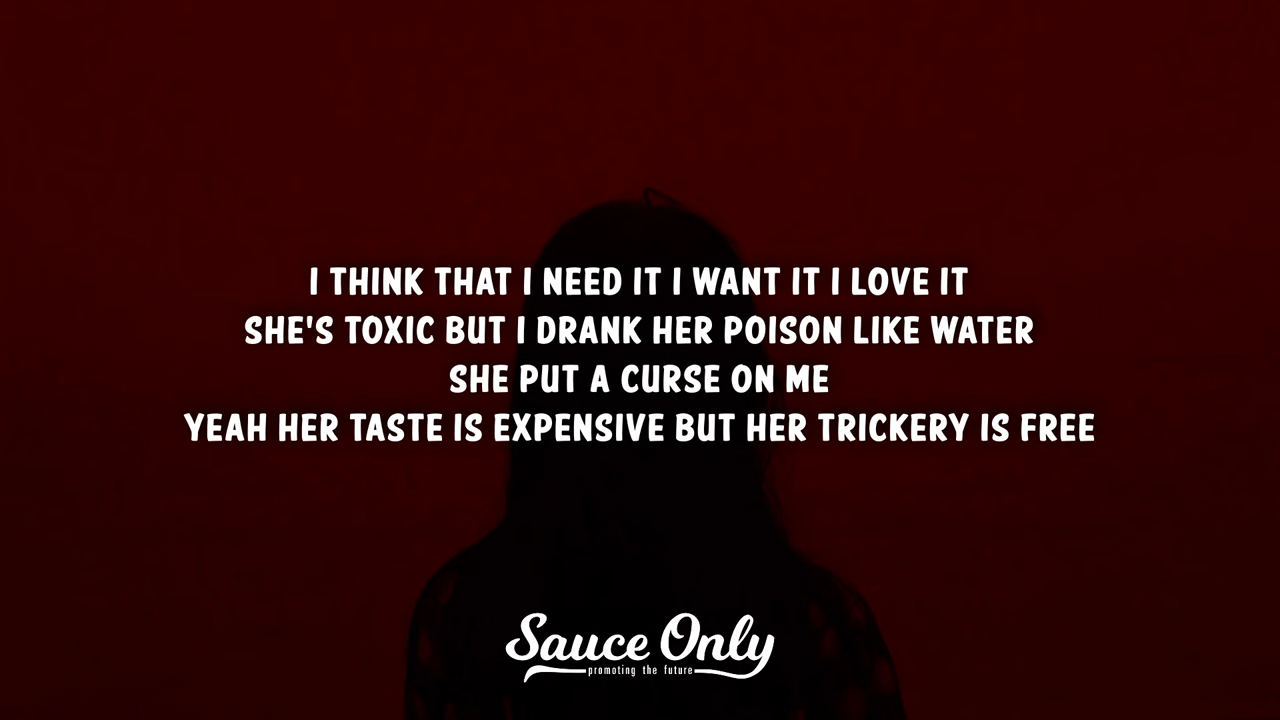 I THINK THAT I NEED IT I WANT IT I LOVE IT
SHE'S TOXIC BUT I DRANK HER POISON LIKE WATER
SHE PUT A CURSE ON ME
YEAH HER TASTE IS EXPENSIVE BUT HER TRICKERY IS FREE
Sauce Only
promoting the future